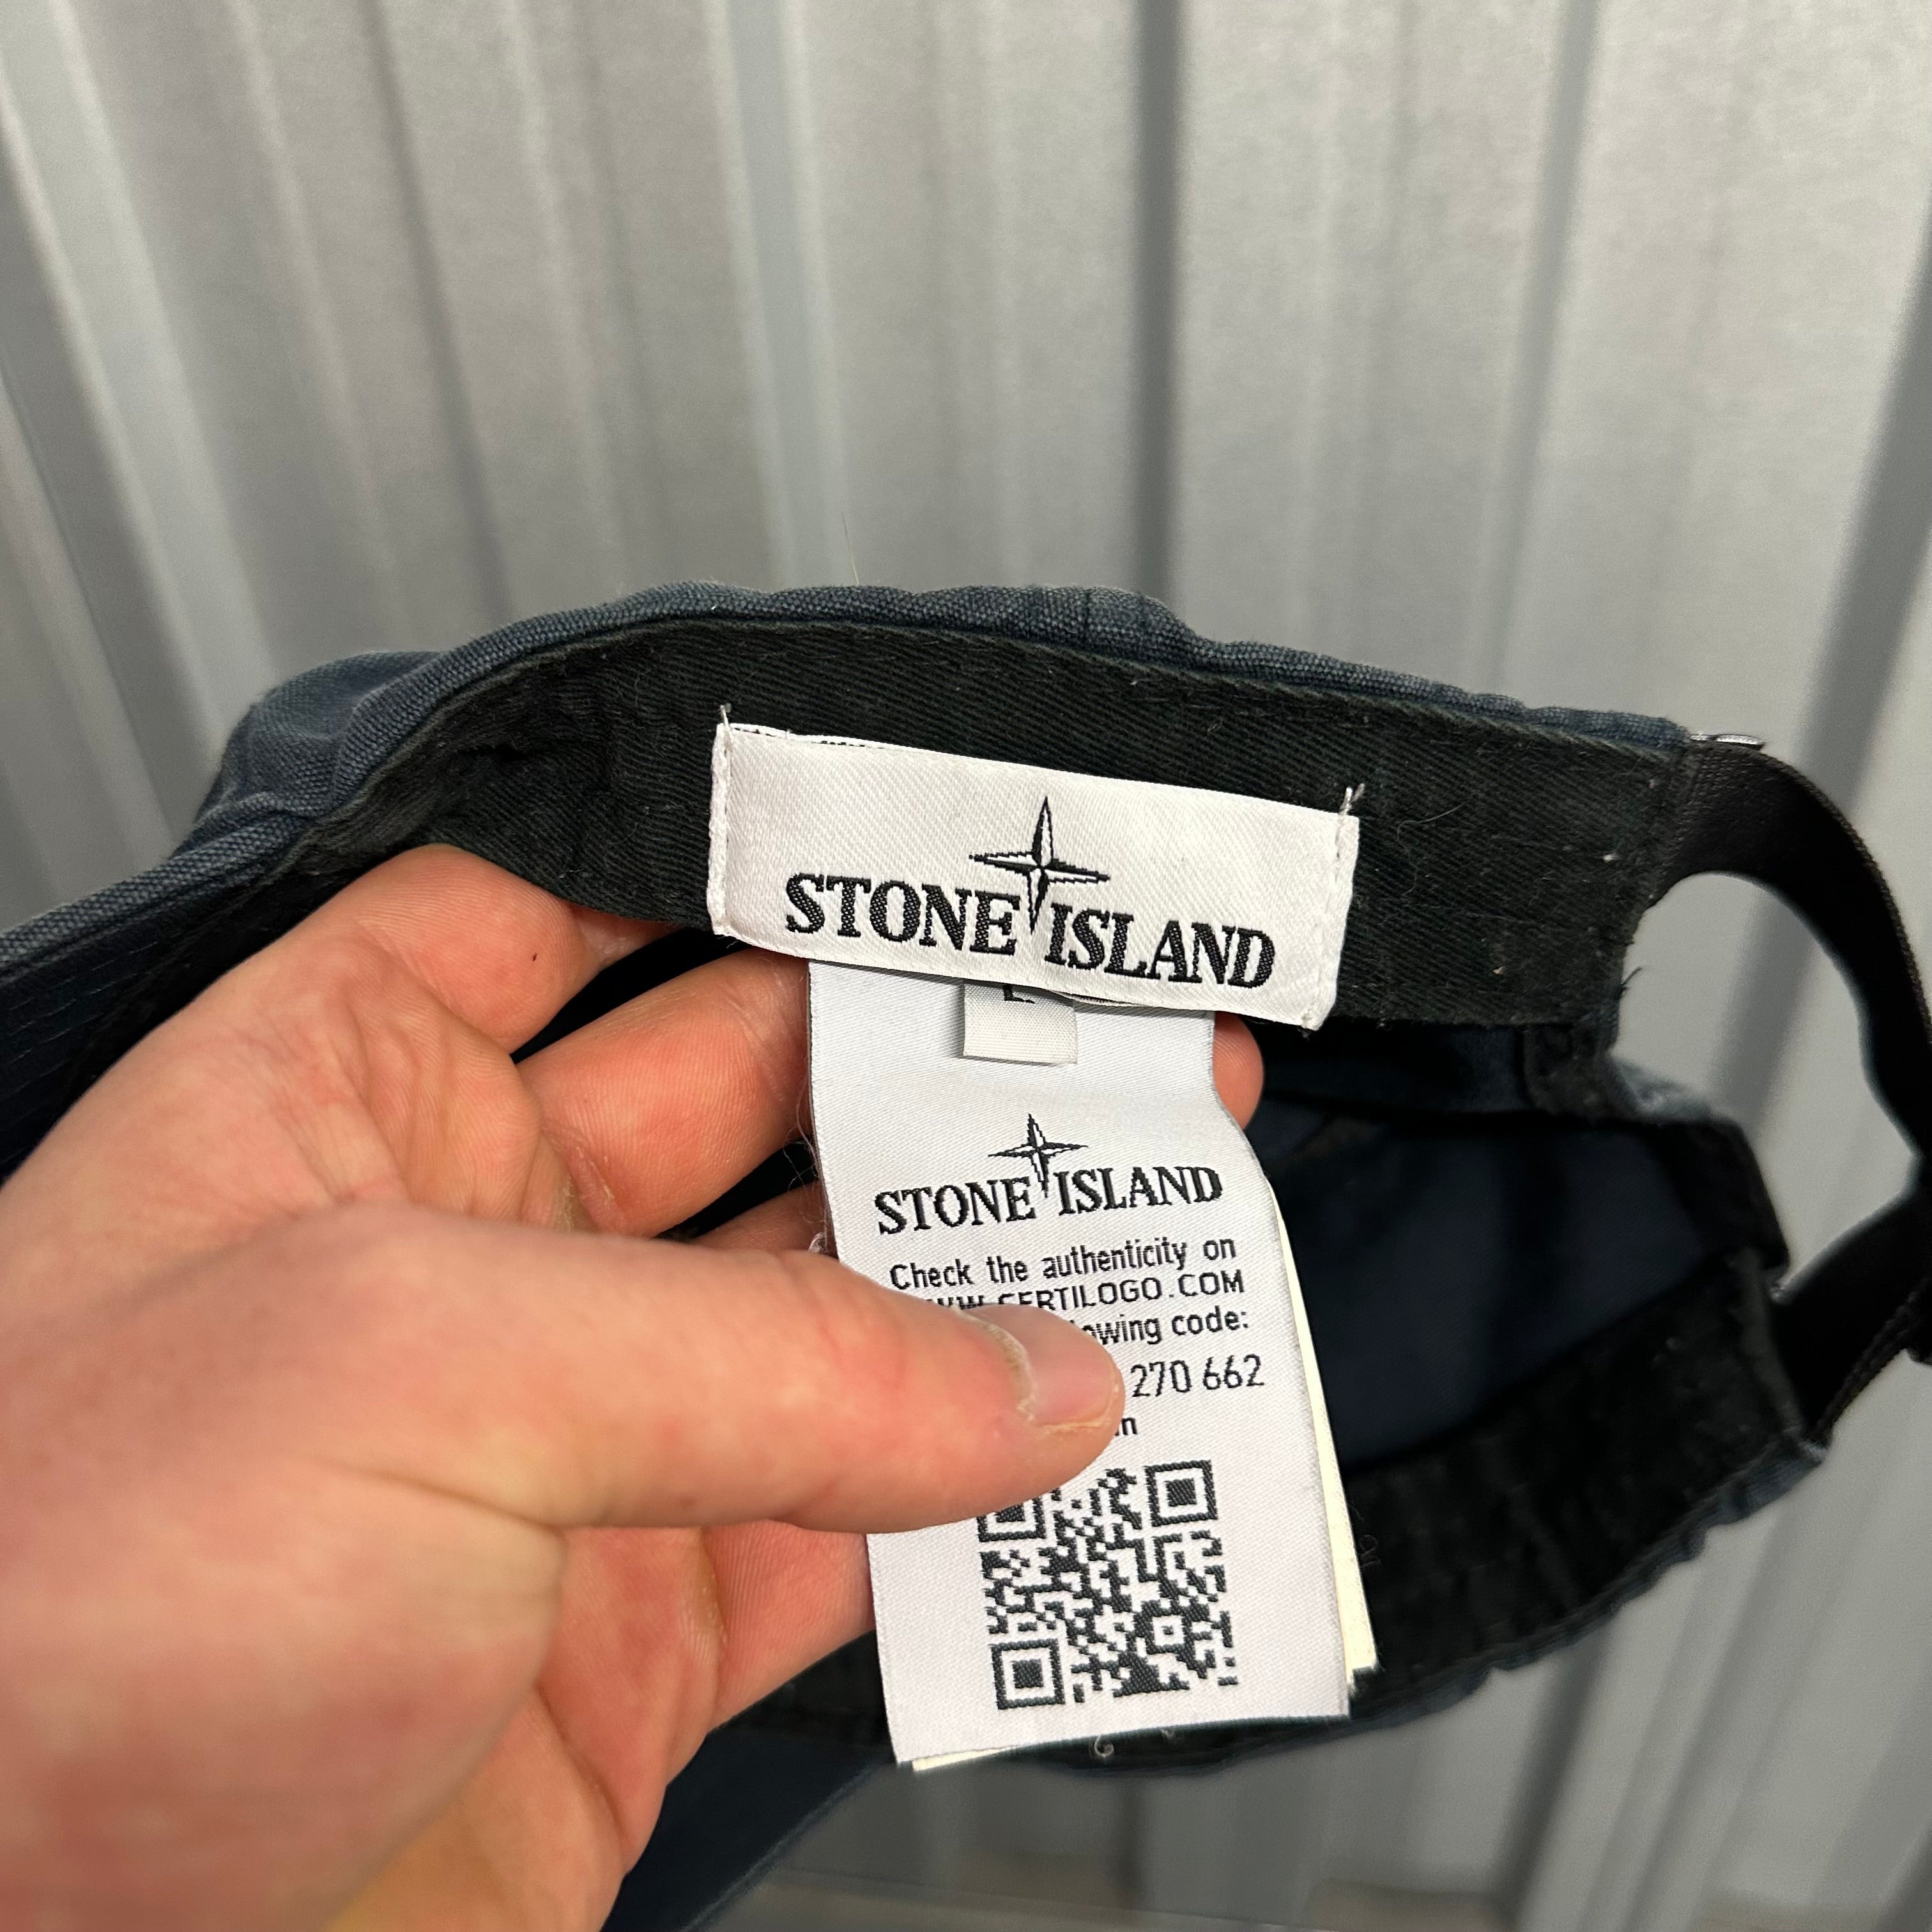 STONE ISLAND
STONE ISLAND
Check the authenticity on
CERTILOGO.COM
code:
270 662